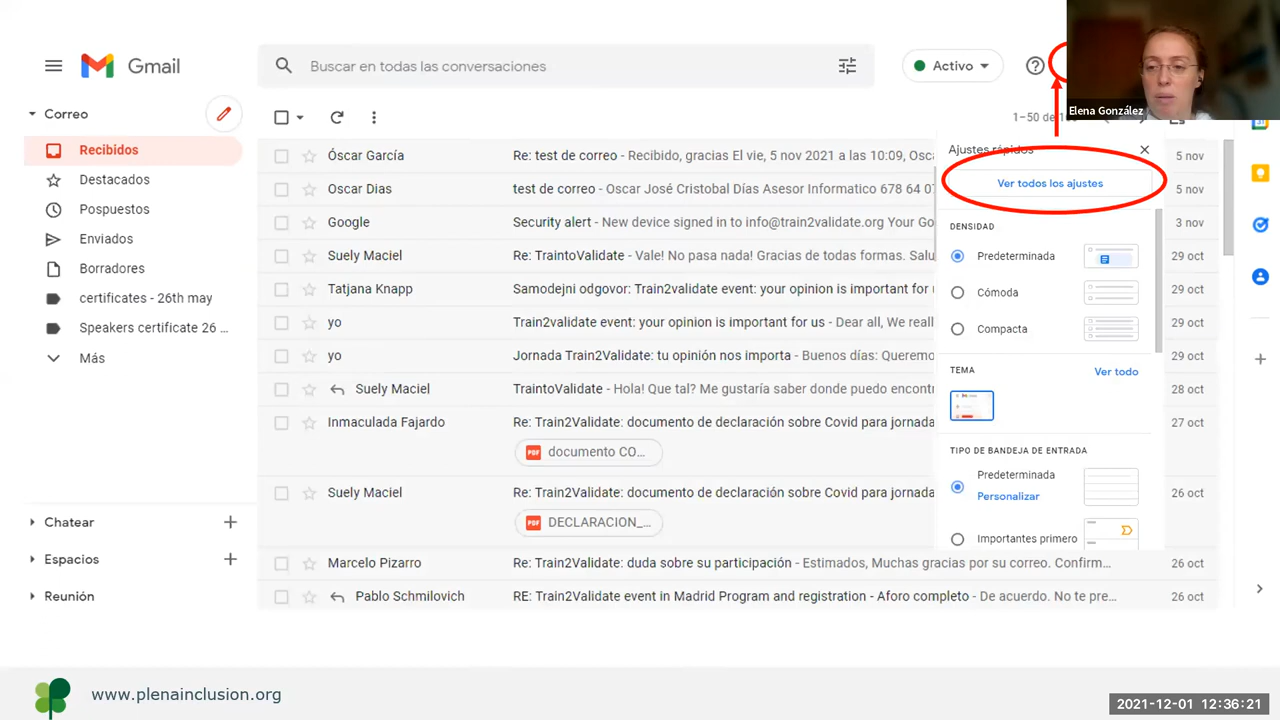 Gmail
Buscar en todas las conversaciones
Activo
Elena González
Correo
1–50 de
Recibidos
Destacados
Pospuestos
Enviados
Borradores
certificates - 26th may
Speakers certificate 26 ...
Más
Chatear
Espacios
Reunión
Óscar García Re: test de correo - Recibido, gracias El vie, 5 nov 2021 a las 10:09, Oscar 5 nov
Oscar Dias test de correo - Oscar José Cristobal Días Asesor Informatico 678 64 07 5 nov
Google Security alert - New device signed in to info@train2validate.org Your Go 3 nov
Suely Maciel Re: TraintoValidate - Vale! No pasa nada! Gracias de todas formas. Salu 29 oct
Tatjana Knapp Samodejni odgovor: Train2Validate event: your opinion is important for u 29 oct
yo Train2validate event: your opinion is important for us - Dear all, We reall 29 oct
yo Jornada Train2Validate: tu opinión nos importa - Buenos días: Queremo 29 oct
Suely Maciel TraintoValidate - Hola! Que tal? Me gustaría saber donde puedo encont 28 oct
Inmaculada Fajardo Re: Train2Validate: documento de declaración sobre Covid para jornada 27 oct
PDF documento CO...
Suely Maciel Re: Train2Validate: documento de declaración sobre Covid para jornada 26 oct
PDF DECLARACION_...
Marcelo Pizarro Re: Train2Validate: duda sobre su participación - Estimados, Muchas gracias por su correo. Confirm... 26 oct
Pablo Schmilovich RE: Train2Validate event in Madrid Program and registration - Aforo completo - De acuerdo. No te pre... 26 oct
Ajustes rápidos
Ver todos los ajustes
DENSIDAD
Predeterminada
Cómoda
Compacta
TEMA Ver todo
TIPO DE BANDEJA DE ENTRADA
Predeterminada
Personalizar
Importantes primero
www.plenainclusion.org
2021-12-01 12:36:21